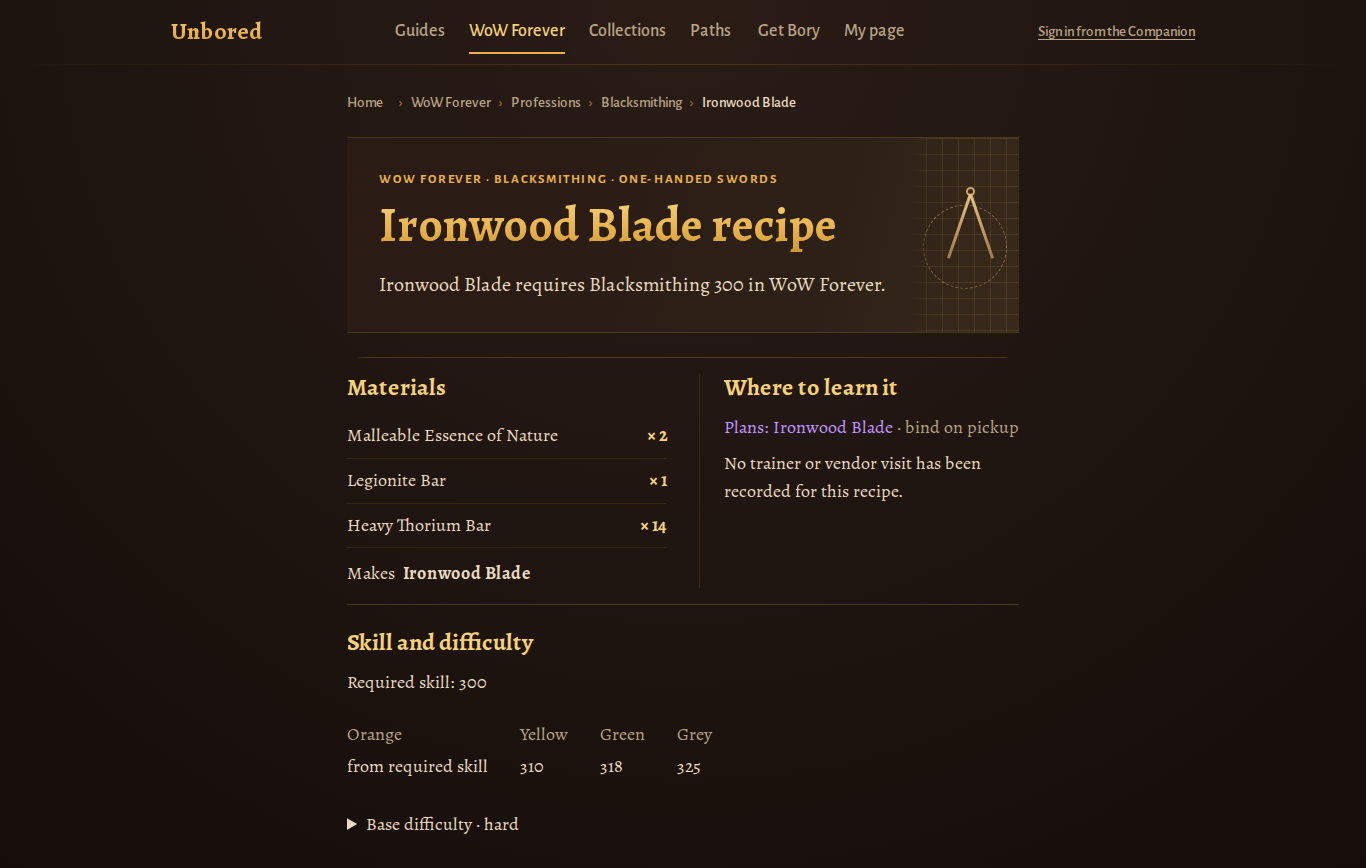 Unbored
Guides
WoW Forever
Collections
Paths
Get Bory
My page
Sign in from the Companion
Home › WoW Forever › Professions › Blacksmithing › Ironwood Blade
WOW FOREVER · BLACKSMITHING · ONE-HANDED SWORDS
Ironwood Blade recipe
Ironwood Blade requires Blacksmithing 300 in WoW Forever.
Materials
Malleable Essence of Nature × 2
Legionite Bar × 1
Heavy Thorium Bar × 14
Makes Ironwood Blade
Where to learn it
Plans: Ironwood Blade · bind on pickup
No trainer or vendor visit has been
recorded for this recipe.
Skill and difficulty
Required skill: 300
Orange Yellow Green Grey
from required skill 310 318 325
Base difficulty · hard